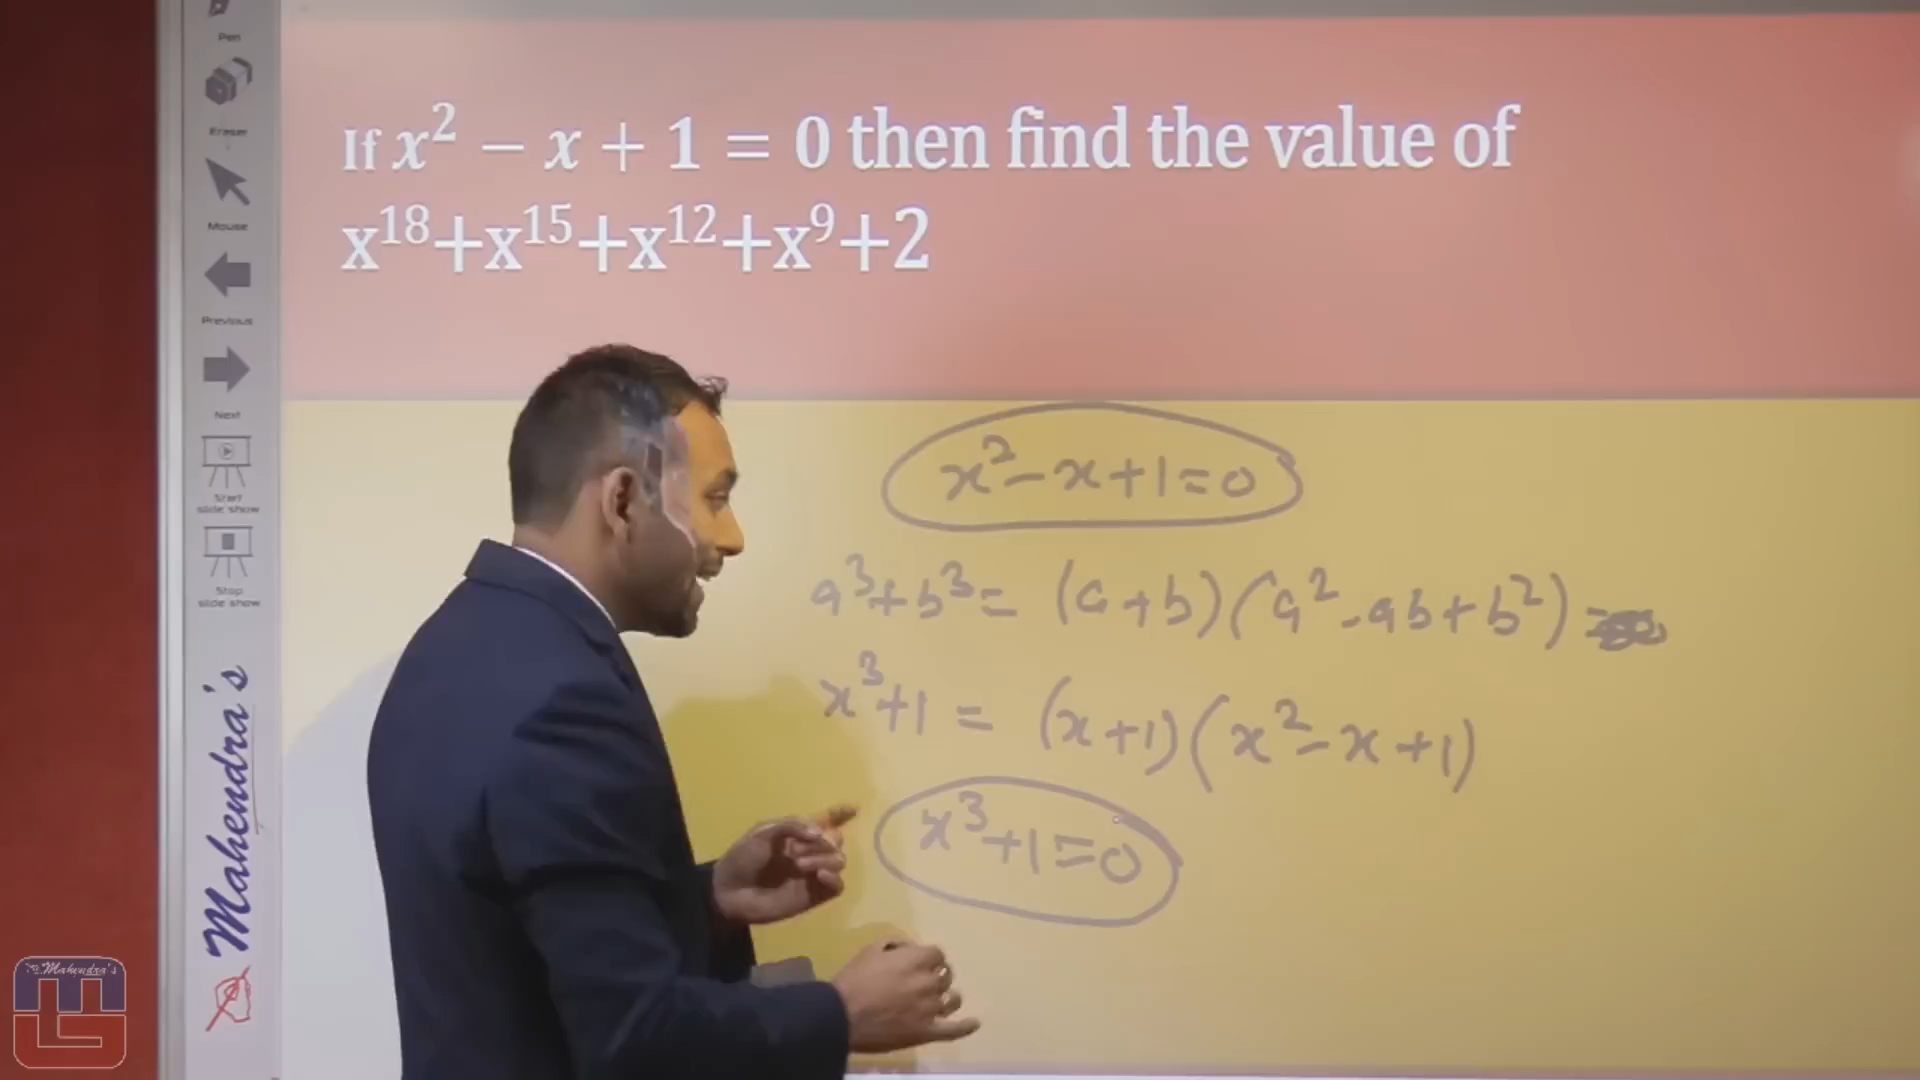 Pen
Eraser
Mouse
Previous
Next
Start
slide show
Stop
slide show
Mahendra's
If x² − x + 1 = 0 then find the value of
x¹⁸+x¹⁵+x¹²+x⁹+2
x²-x+1=0
a³+b³= (a+b)(a²-ab+b²)
x³+1 = (x+1)(x²-x+1)
x³+1=0
Mahendra's